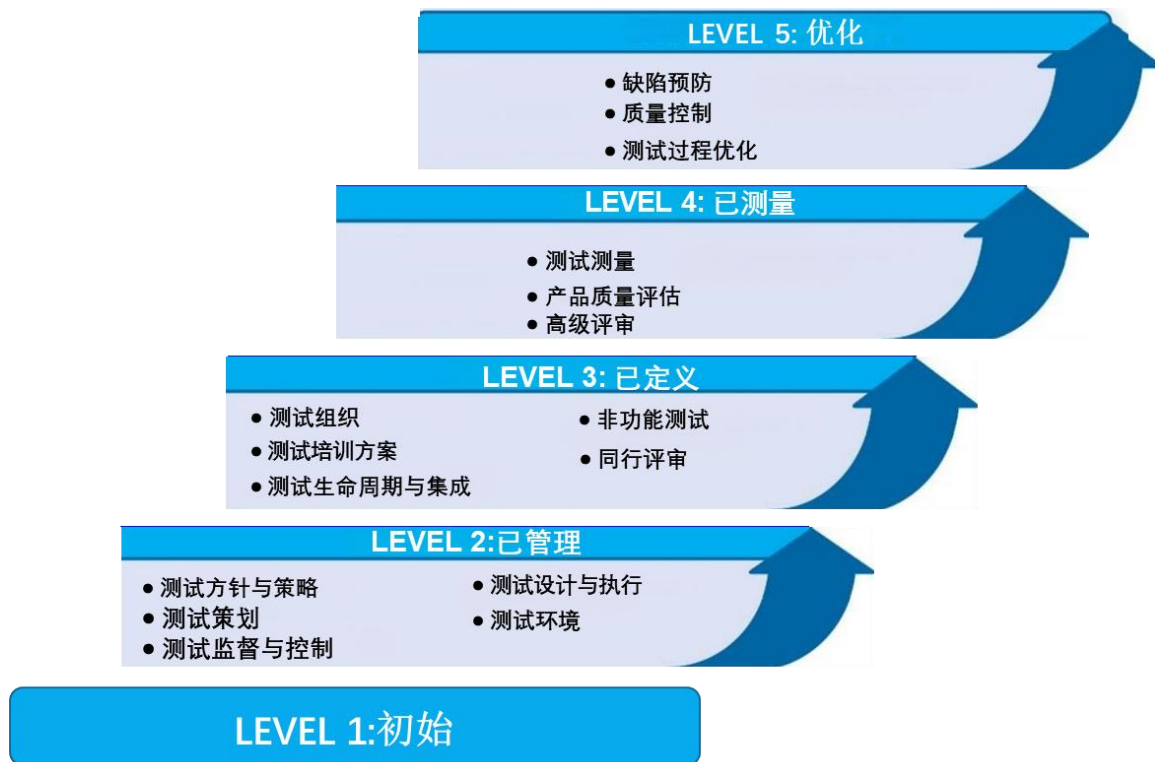 LEVEL 5: 优化
● 缺陷预防
● 质量控制
● 测试过程优化
LEVEL 4: 已测量
● 测试测量
● 产品质量评估
● 高级评审
LEVEL 3: 已定义
● 测试组织
● 测试培训方案
● 测试生命周期与集成
● 非功能测试
● 同行评审
LEVEL 2:已管理
● 测试方针与策略
● 测试策划
● 测试监督与控制
● 测试设计与执行
● 测试环境
LEVEL 1:初始